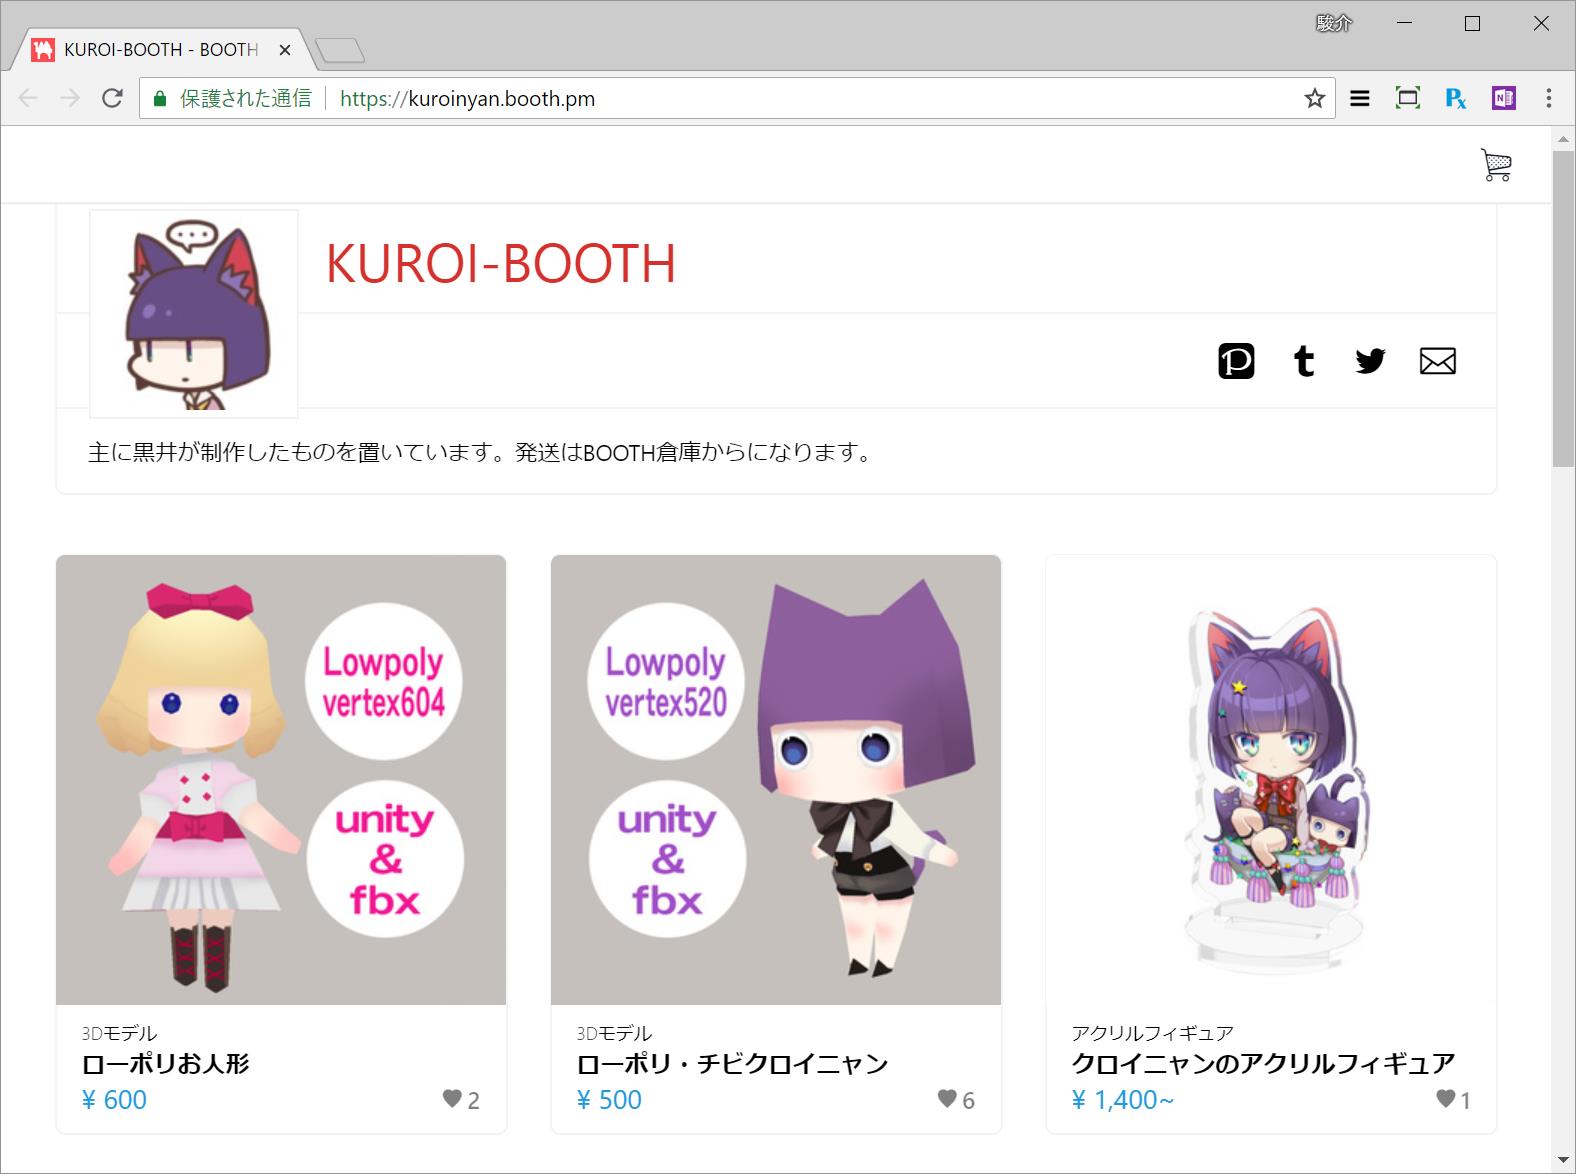 駿介
KUROI-BOOTH - BOOTH
保護された通信
https://kuroinyan.booth.pm
KUROI-BOOTH
主に黒井が制作したものを置いています。発送はBOOTH倉庫からになります。
Lowpoly
vertex604
unity
&
fbx
Lowpoly
vertex520
unity
&
fbx
3Dモデル
ローポリお人形
¥ 600
2
3Dモデル
ローポリ・チビクロイニャン
¥ 500
6
アクリルフィギュア
クロイニャンのアクリルフィギュア
¥ 1,400~
1